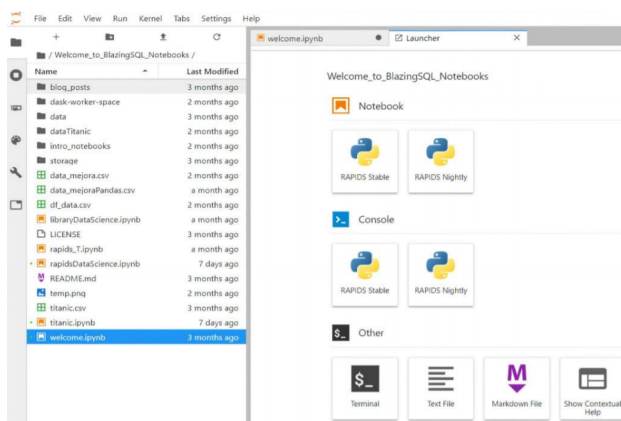 File Edit View Run Kernel Tabs Settings Help
welcome.ipynb
Launcher
/ Welcome_to_BlazingSQL_Notebooks /
Name Last Modified
blog_posts 3 months ago
dask-worker-space 2 months ago
data 3 months ago
dataTitanic 2 months ago
intro_notebooks 2 months ago
storage 3 months ago
data_mejora.csv 2 months ago
data_mejoraPandas.csv a month ago
df_data.csv 2 months ago
libraryDataScience.ipynb a month ago
LICENSE 3 months ago
rapids_T.ipynb a month ago
rapidsDataScience.ipynb 7 days ago
README.md 3 months ago
temp.png 2 months ago
titanic.csv 3 months ago
titanic.ipynb 7 days ago
welcome.ipynb 3 months ago
Welcome_to_BlazingSQL_Notebooks
Notebook
RAPIDS Stable RAPIDS Nightly
Console
RAPIDS Stable RAPIDS Nightly
$_ Other
$_
M
Terminal Text File Markdown File Show Contextual
Help